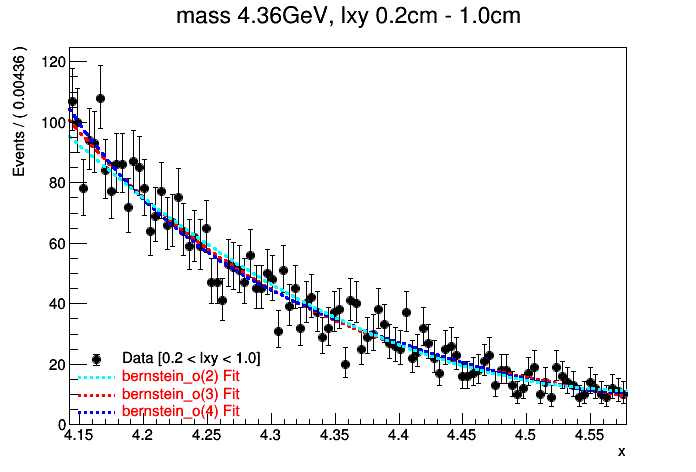 mass 4.36GeV, lxy 0.2cm - 1.0cm
Events / ( 0.00436 )
120
100
80
60
40
20
0
Data [0.2 < lxy < 1.0]
bernstein_o(2) Fit
bernstein_o(3) Fit
bernstein_o(4) Fit
4.15 4.2 4.25 4.3 4.35 4.4 4.45 4.5 4.55
x